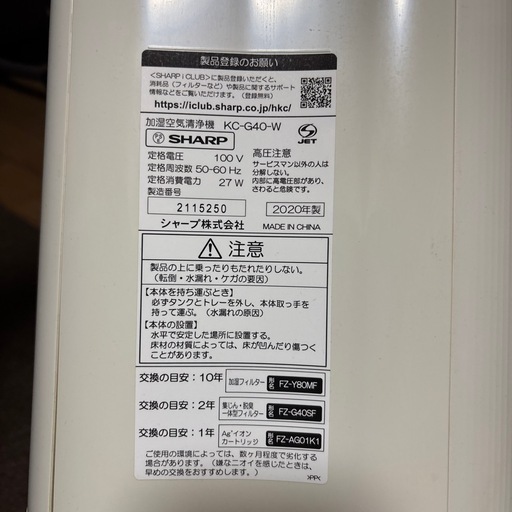 製品登録のお願い
<SHARP i CLUB>に製品登録いただくと、
消耗品(フィルターなど)や製品に関するサポート
情報などをご覧いただけます。(登録無料)
https://iclub.sharp.co.jp/hkc/
加湿空気清浄機 KC-G40-W
SHARP
JET
定格電圧 100 V
定格周波数 50-60 Hz
定格消費電力 27 W
製造番号
高圧注意
サービスマン以外の人は
分解しない。
内部に高電圧部があり、
さわると危険です。
2115250 2020年製
シャープ株式会社 MADE IN CHINA
注意
製品の上に乗ったりもたれたりしない。
(転倒・水漏れ・ケガの要因)
【本体を持ち運ぶとき】
必ずタンクとトレーを外し、本体取っ手を
持って運ぶ。(水漏れの原因)
【本体の設置】
水平で安定した場所に設置する。
床材の材質によっては、床が凹んだり傷つく
ことがあります。
交換の目安:10年 加湿フィルター 形名 FZ-Y80MF
交換の目安:2年 集じん・脱臭一体型フィルター 形名 FZ-G40SF
交換の目安:1年 Ag⁺イオンカートリッジ 形名 FZ-AG01K1
ご使用の環境によっては、数ヶ月程度で劣化する
場合があります。(嫌なニオイを感じたときは、
早めの交換をおすすめします。)
>PP<